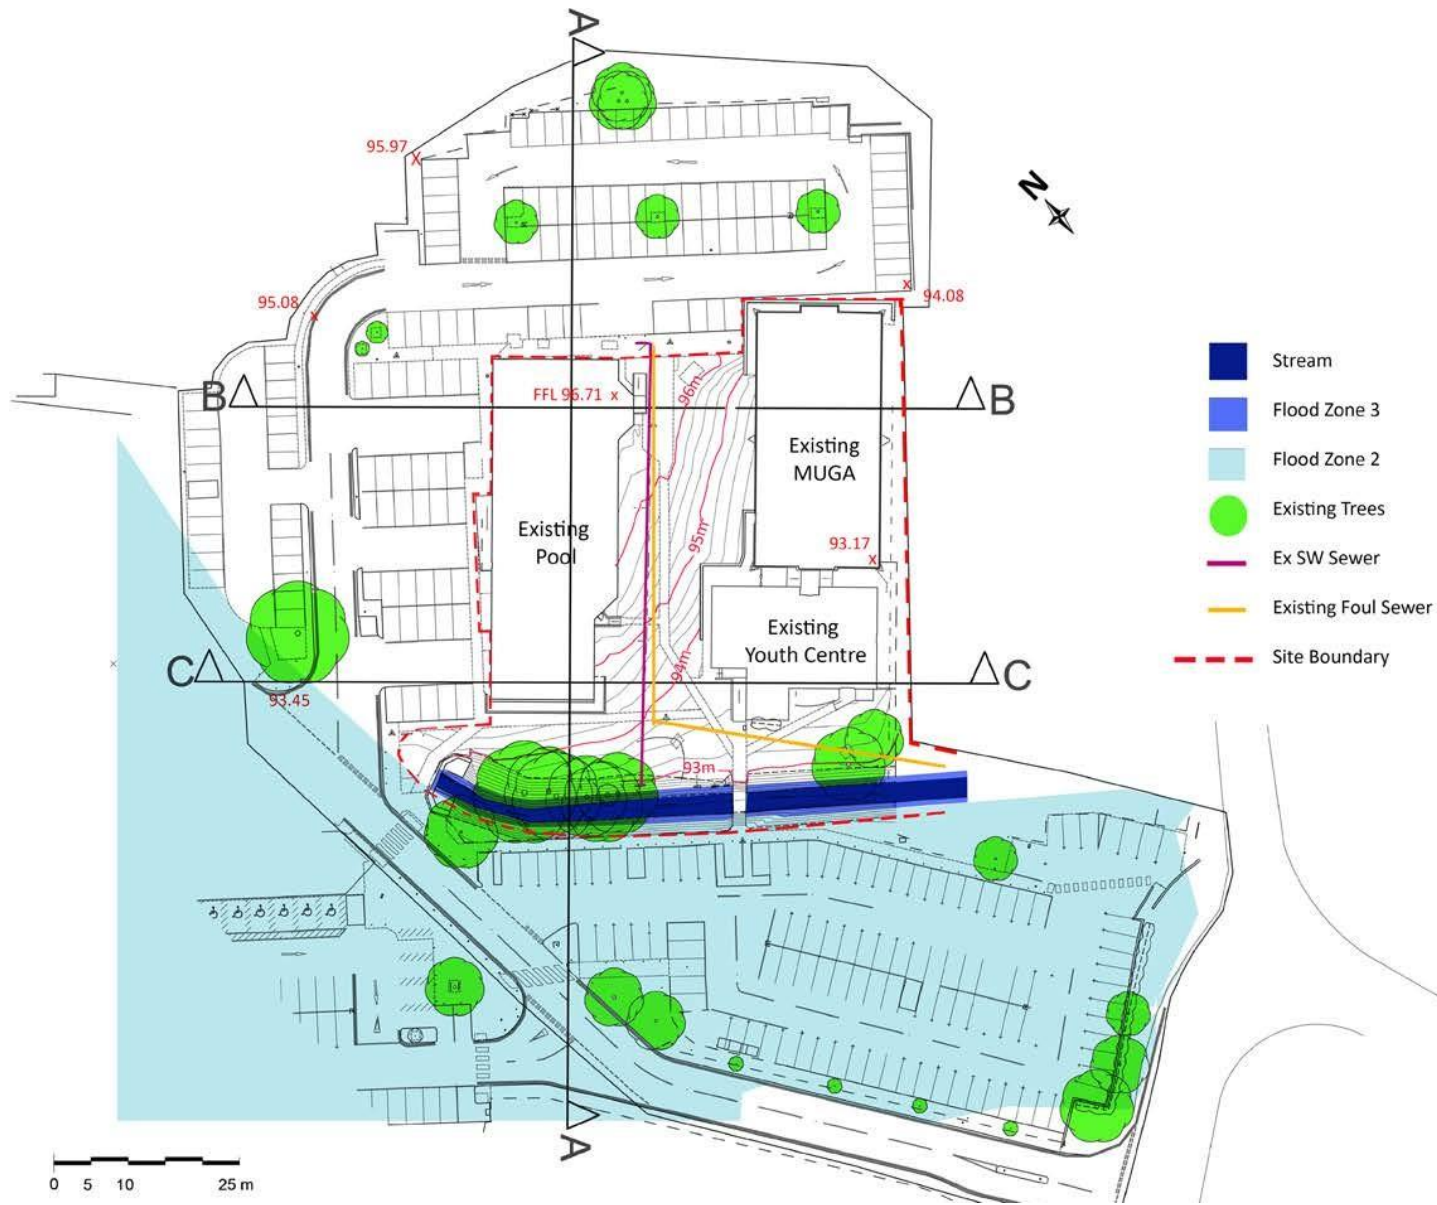 A
95.97
N
95.08
94.08
Stream
B
FFL 96.71
x
96m
B
Flood Zone 3
Existing
MUGA
Flood Zone 2
Existing
Pool
95m
93.17
Existing Trees
Ex SW Sewer
Existing
Youth Centre
Existing Foul Sewer
C
94m
C
Site Boundary
93.45
93m
A
0 5 10 25 m